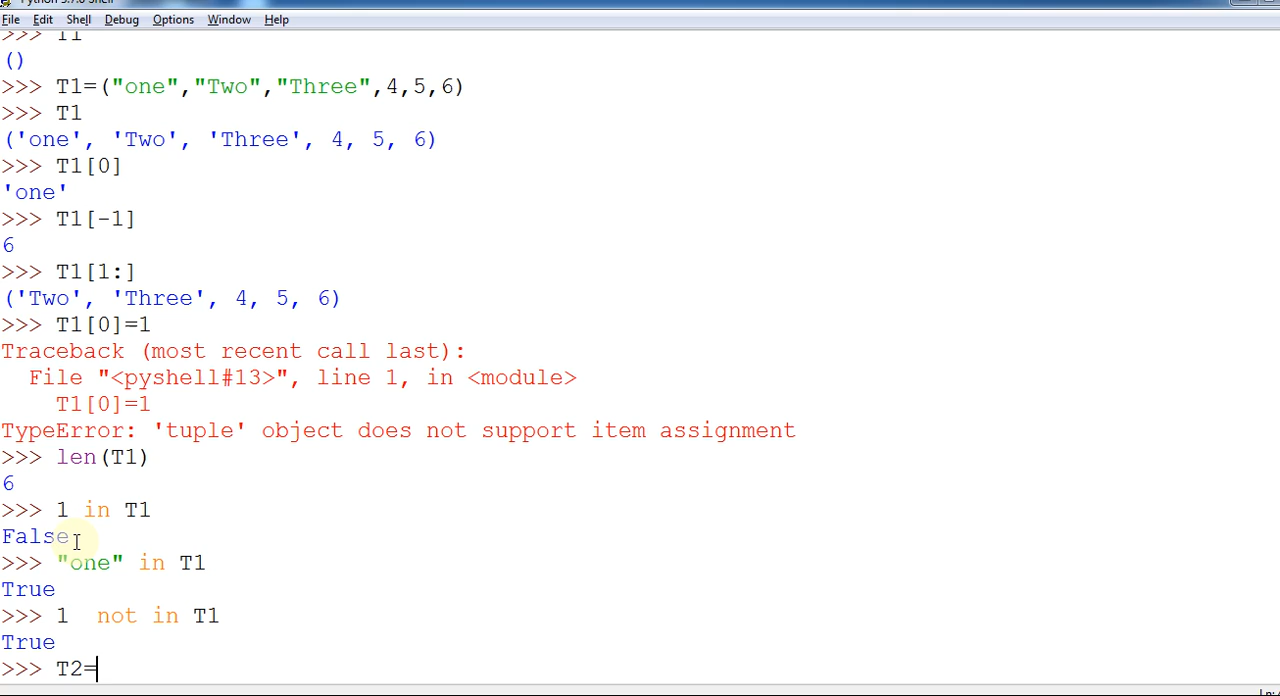 File Edit Shell Debug Options Window Help
>>> T1
()
>>> T1=("one","Two","Three",4,5,6)
>>> T1
('one', 'Two', 'Three', 4, 5, 6)
>>> T1[0]
'one'
>>> T1[-1]
6
>>> T1[1:]
('Two', 'Three', 4, 5, 6)
>>> T1[0]=1
Traceback (most recent call last):
  File "<pyshell#13>", line 1, in <module>
    T1[0]=1
TypeError: 'tuple' object does not support item assignment
>>> len(T1)
6
>>> 1 in T1
False
>>> "one" in T1
True
>>> 1  not in T1
True
>>> T2=